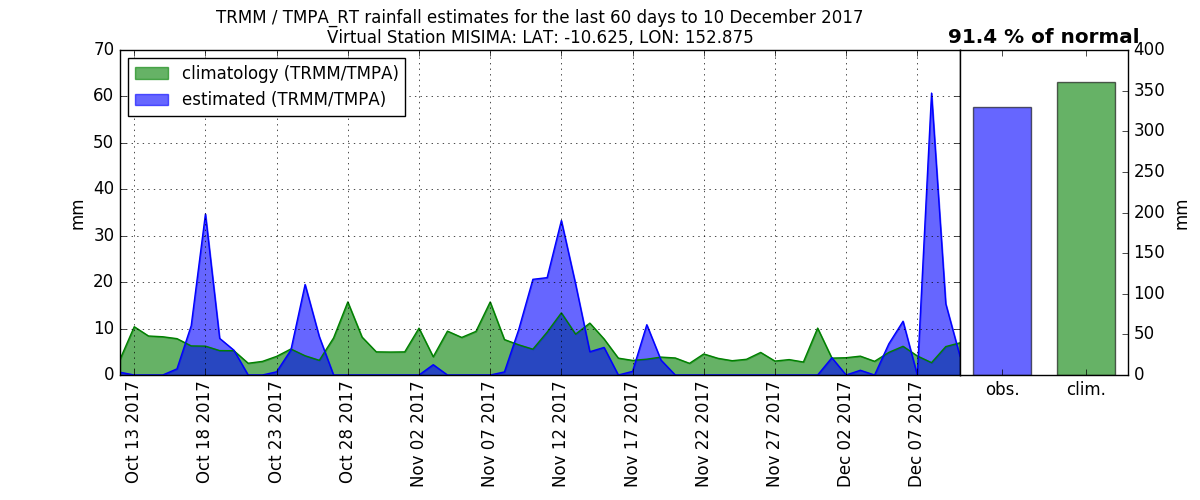 TRMM / TMPA_RT rainfall estimates for the last 60 days to 10 December 2017
Virtual Station MISIMA: LAT: -10.625, LON: 152.875
91.4 % of normal
climatology (TRMM/TMPA)
estimated (TRMM/TMPA)
70
60
50
40
30
20
10
0
mm
400
350
300
250
200
150
100
50
0
mm
obs.
clim.
Oct 13 2017
Oct 18 2017
Oct 23 2017
Oct 28 2017
Nov 02 2017
Nov 07 2017
Nov 12 2017
Nov 17 2017
Nov 22 2017
Nov 27 2017
Dec 02 2017
Dec 07 2017